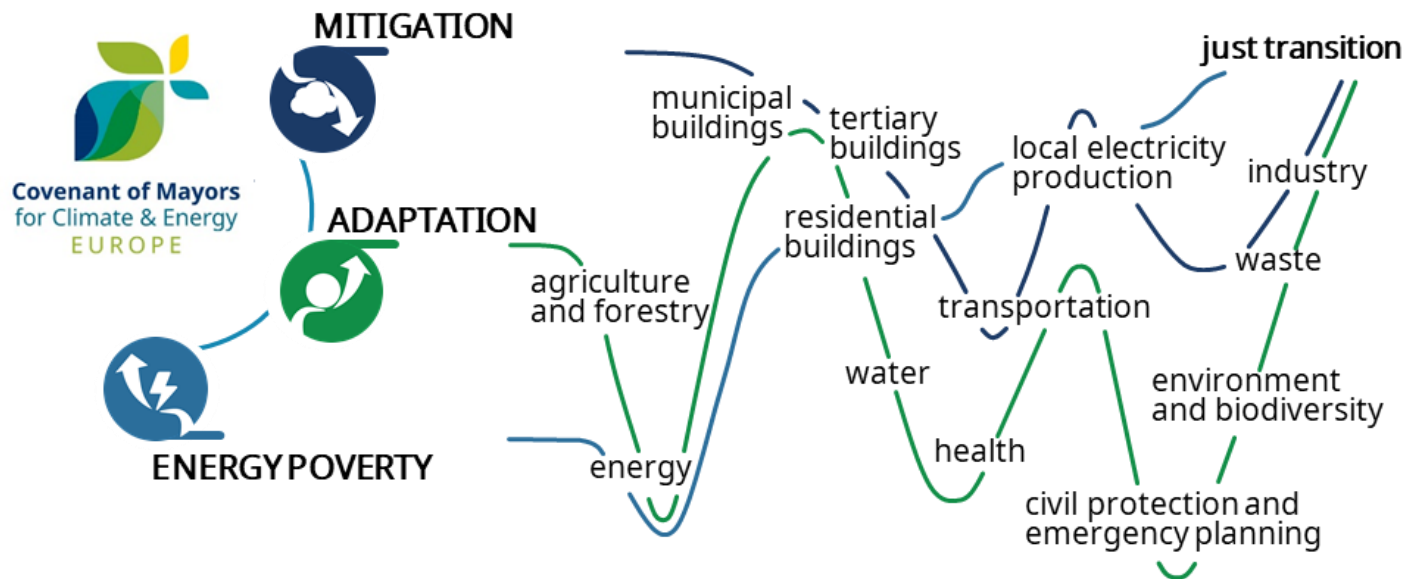 MITIGATION
Covenant of Mayors
for Climate & Energy
EUROPE
ADAPTATION
ENERGY POVERTY
agriculture
and forestry
energy
municipal
buildings
tertiary
buildings
residential
buildings
water
health
transportation
local electricity
production
civil protection and
emergency planning
environment
and biodiversity
waste
industry
just transition